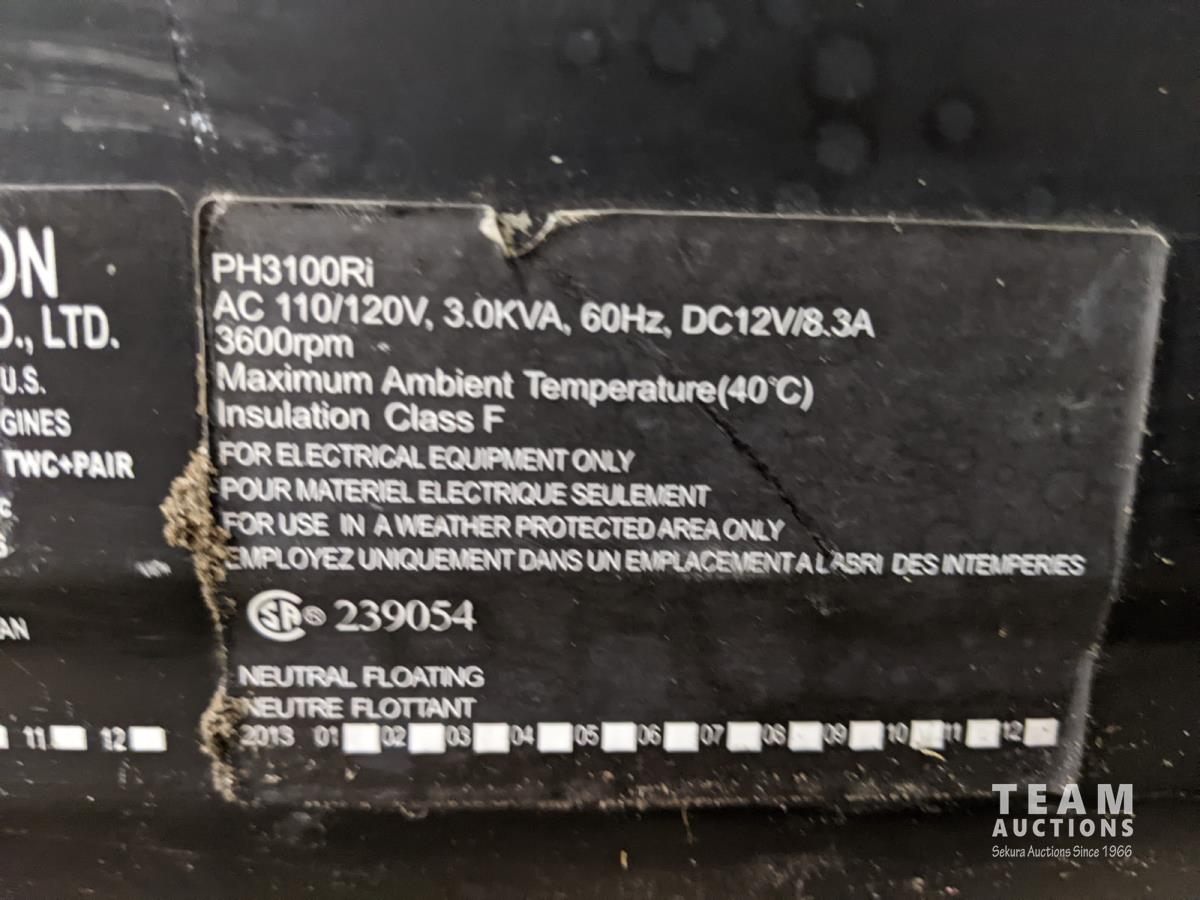 ON
O., LTD.
U.S.
GINES
TWC+PAIR
AN
11 12
PH3100Ri
AC 110/120V, 3.0KVA, 60Hz, DC12V/8.3A
3600rpm
Maximum Ambient Temperature(40°C)
Insulation Class F
FOR ELECTRICAL EQUIPMENT ONLY
POUR MATERIEL ELECTRIQUE SEULEMENT
FOR USE IN A WEATHER PROTECTED AREA ONLY
EMPLOYEZ UNIQUEMENT DANS UN EMPLACEMENT A LABRI DES INTEMPERIES
SA® 239054
NEUTRAL FLOATING
NEUTRE FLOTTANT
2013 01 02 03 04 05 06 07 08 09 10 11 12
TEAM
AUCTIONS
Sekura Auctions Since 1966